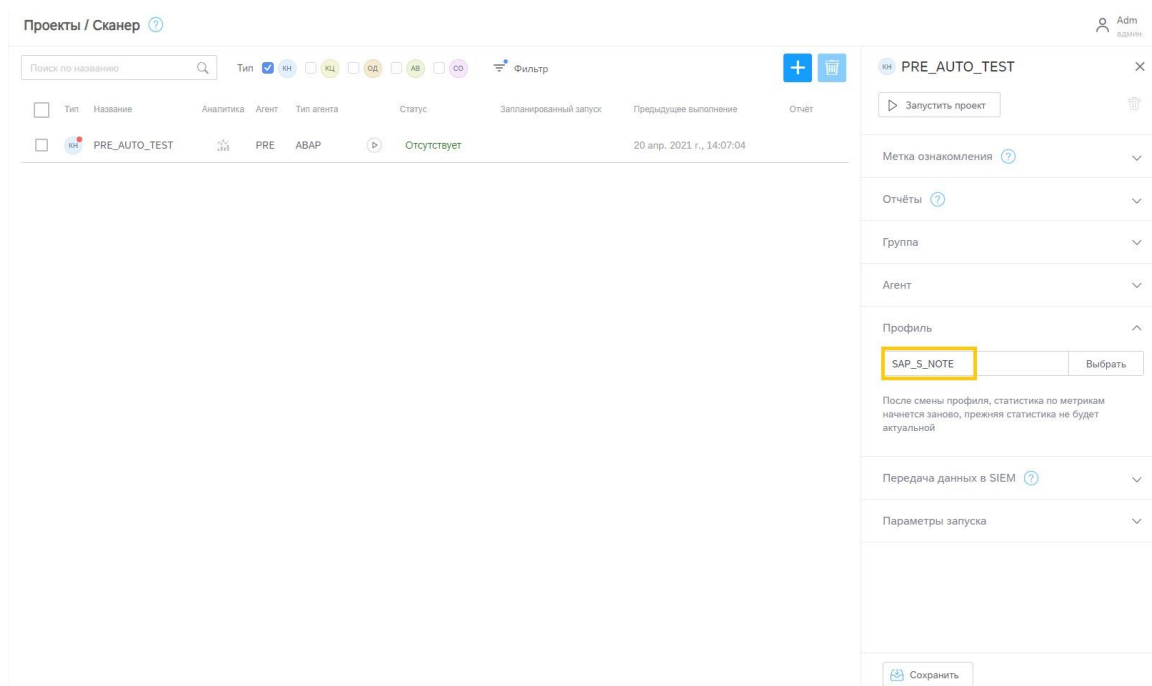 Проекты / Сканер ?
Adm
админ
Поиск по названию
Тип КН КЦ ОД АВ СО Фильтр
Тип Название Аналитика Агент Тип агента Статус Запланированный запуск Предыдущее выполнение Отчёт
КН PRE_AUTO_TEST PRE ABAP Отсутствует 20 апр. 2021 г., 14:07:04
КН PRE_AUTO_TEST
Запустить проект
Метка ознакомления ?
Отчёты ?
Группа
Агент
Профиль
SAP_S_NOTE Выбрать
После смены профиля, статистика по метрикам
начнется заново, прежняя статистика не будет
актуальной
Передача данных в SIEM ?
Параметры запуска
Сохранить